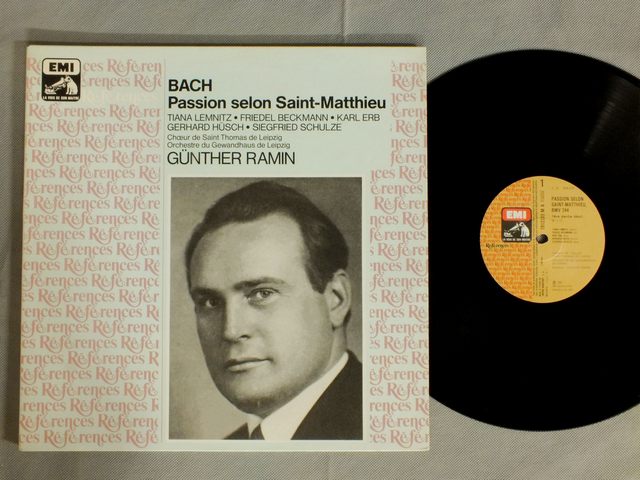 EMI
LA VOIX DE SON MAITRE
Références
BACH
Passion selon Saint-Matthieu
TIANA LEMNITZ • FRIEDEL BECKMANN • KARL ERB
GERHARD HÜSCH • SIEGFRIED SCHULZE
Chœur de Saint Thomas de Leipzig
Orchestre du Gewandhaus de Leipzig
GÜNTHER RAMIN
1
PASSION SELON
SAINT-MATTHIEU,
BWV 244
EMI
Références